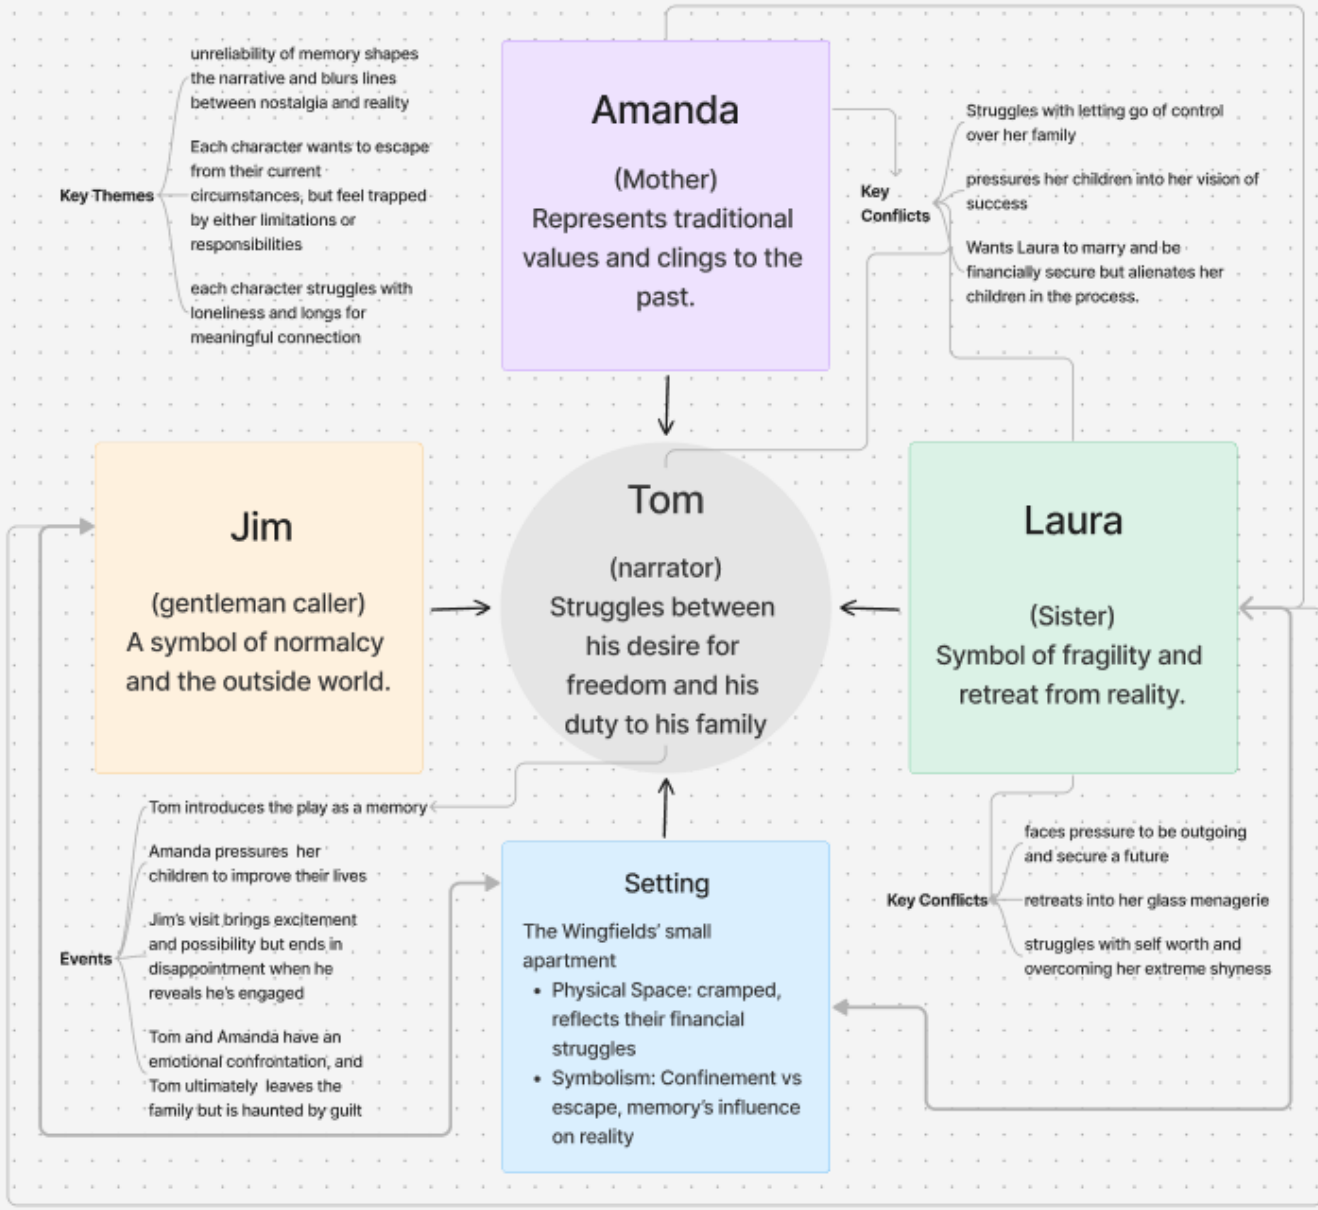 unreliability of memory shapes
the narrative and blurs lines
between nostalgia and reality
Each character wants to escape
from their current
circumstances, but feel trapped
by either limitations or
responsibilities
each character struggles with
loneliness and longs for
meaningful connection
Key Themes
Amanda
(Mother)
Represents traditional
values and clings to the
past.
Key
Conflicts
Struggles with letting go of control
over her family
pressures her children into her vision of
success
Wants Laura to marry and be
financially secure but alienates her
children in the process.
Jim
(gentleman caller)
A symbol of normalcy
and the outside world.
Tom
(narrator)
Struggles between
his desire for
freedom and his
duty to his family
Laura
(Sister)
Symbol of fragility and
retreat from reality.
Events
Tom introduces the play as a memory
Amanda pressures her
children to improve their lives
Jim's visit brings excitement
and possibility but ends in
disappointment when he
reveals he's engaged
Tom and Amanda have an
emotional confrontation, and
Tom ultimately leaves the
family but is haunted by guilt
Setting
The Wingfields' small
apartment
• Physical Space: cramped,
reflects their financial
struggles
• Symbolism: Confinement vs
escape, memory's influence
on reality
Key Conflicts
faces pressure to be outgoing
and secure a future
retreats into her glass menagerie
struggles with self worth and
overcoming her extreme shyness